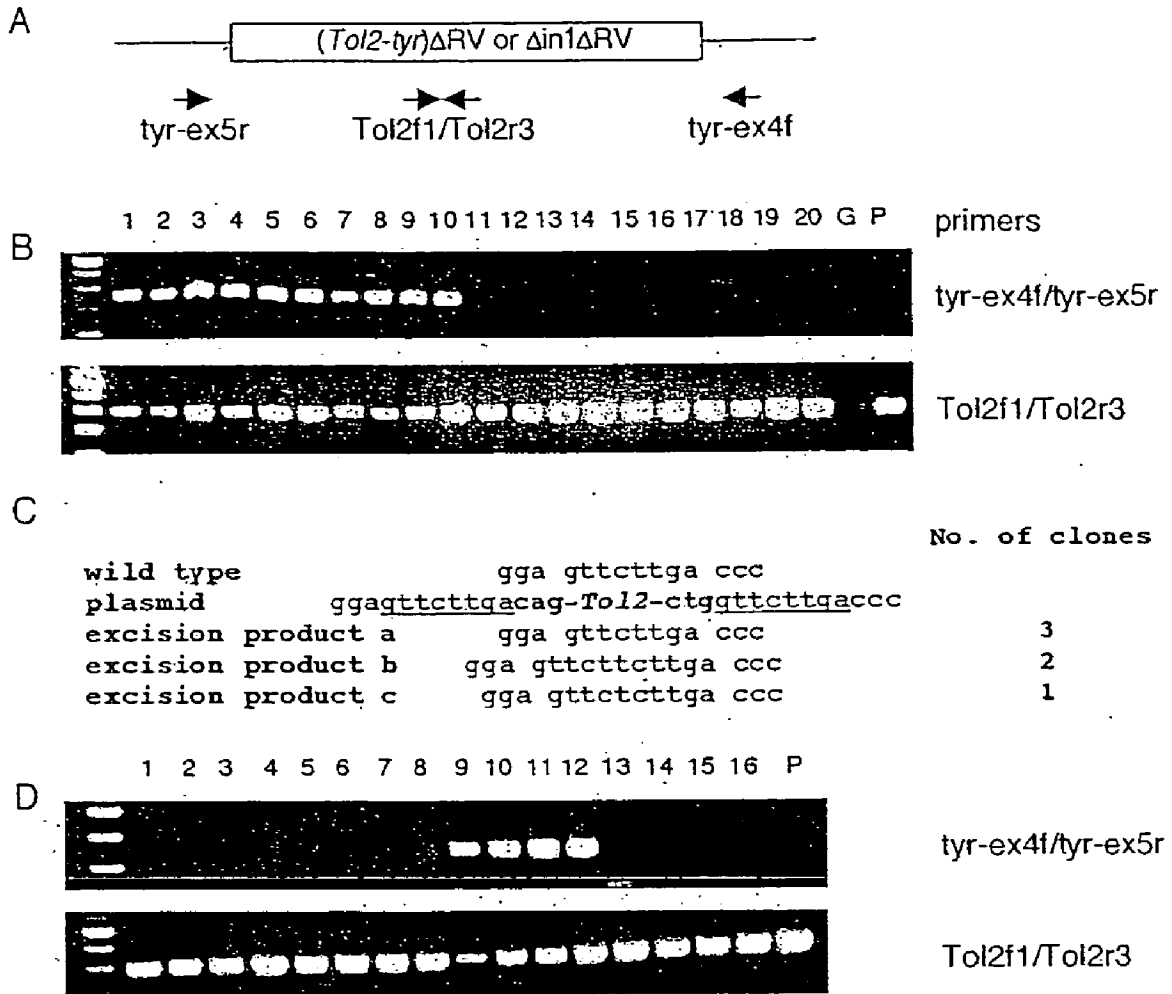 A
(Tol2-tyr)ΔRV or Δin1ΔRV
tyr-ex5r Tol2f1/Tol2r3 tyr-ex4f
1 2 3 4 5 6 7 8 9 10 11 12 13 14 15 16 17 18 19 20 G P primers
B
tyr-ex4f/tyr-ex5r
Tol2f1/Tol2r3
C
No. of clones
wild type gga gttcttga ccc
plasmid ggagttcttgacag-Tol2-ctggttcttgaccc
excision product a gga gttcttga ccc 3
excision product b gga gttcttcttga ccc 2
excision product c gga gttctcttga ccc 1
1 2 3 4 5 6 7 8 9 10 11 12 13 14 15 16 P
D
tyr-ex4f/tyr-ex5r
Tol2f1/Tol2r3